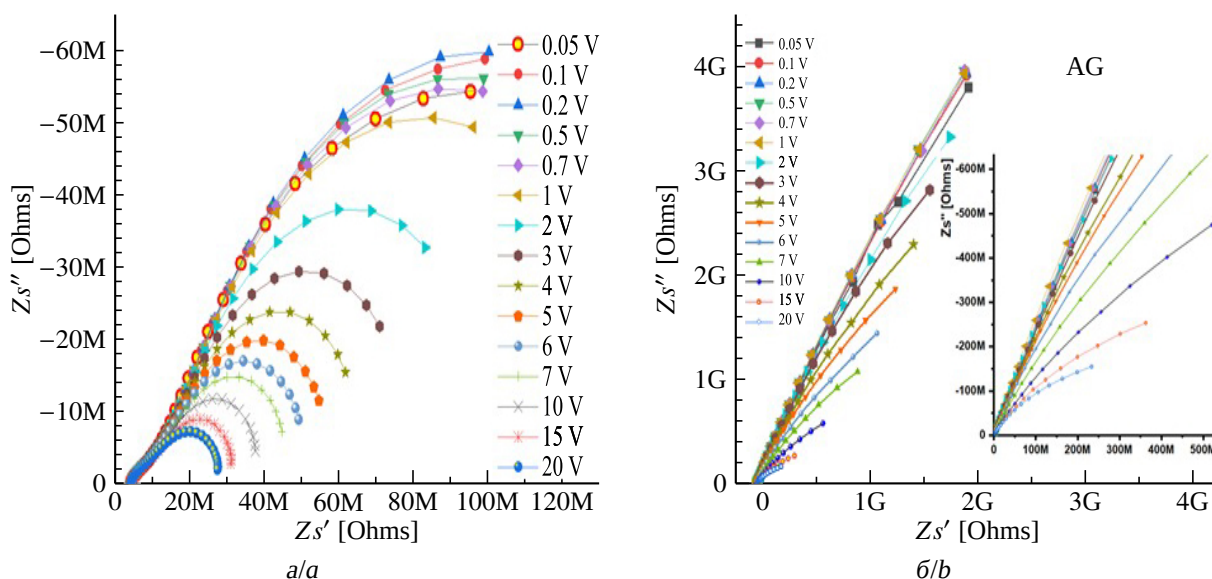 −60M
−50M
−40M
−30M
−20M
−10M
0
0 20M 40M 60M 80M 100M 120M
Zs″ [Ohms]
Zs′ [Ohms]
0.05 V
0.1 V
0.2 V
0.5 V
0.7 V
1 V
2 V
3 V
4 V
5 V
6 V
7 V
10 V
15 V
20 V
а/a
4G
3G
2G
1G
0
0 1G 2G 3G 4G
Zs″ [Ohms]
Zs′ [Ohms]
0.05 V
0.1 V
0.2 V
0.5 V
0.7 V
1 V
2 V
3 V
4 V
5 V
6 V
7 V
10 V
15 V
20 V
AG
-600M
-500M
-400M
-300M
-200M
-100M
0
0 100M 200M 300M 400M 500M
Zs'' [Ohms]
б/b